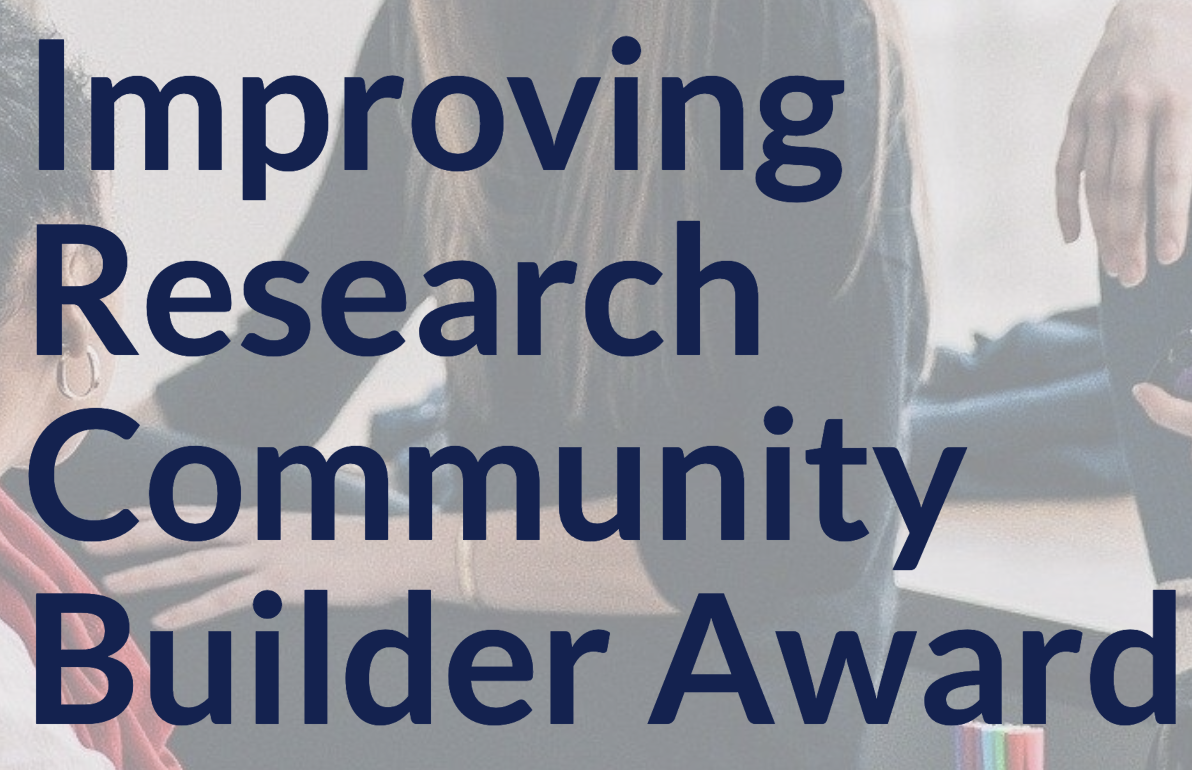 Improving
Research
Community
Builder Award